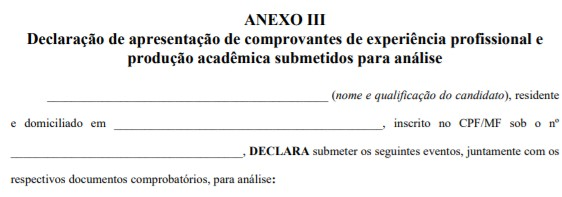 ANEXO III
Declaração de apresentação de comprovantes de experiência profissional e
produção acadêmica submetidos para análise
________________________________________ (nome e qualificação do candidato), residente
e domiciliado em ______________________________________, inscrito no CPF/MF sob o nº
_________________________________, DECLARA submeter os seguintes eventos, juntamente com os
respectivos documentos comprobatórios, para análise: